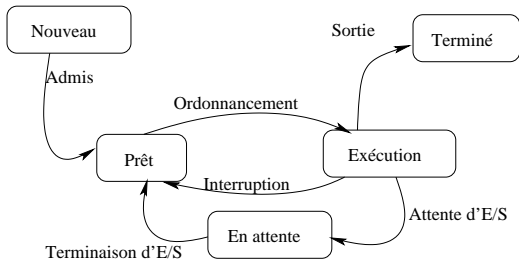 Nouveau
Sortie
Terminé
Admis
Ordonnancement
Prêt
Exécution
Interruption
Attente d'E/S
En attente
Terminaison d'E/S